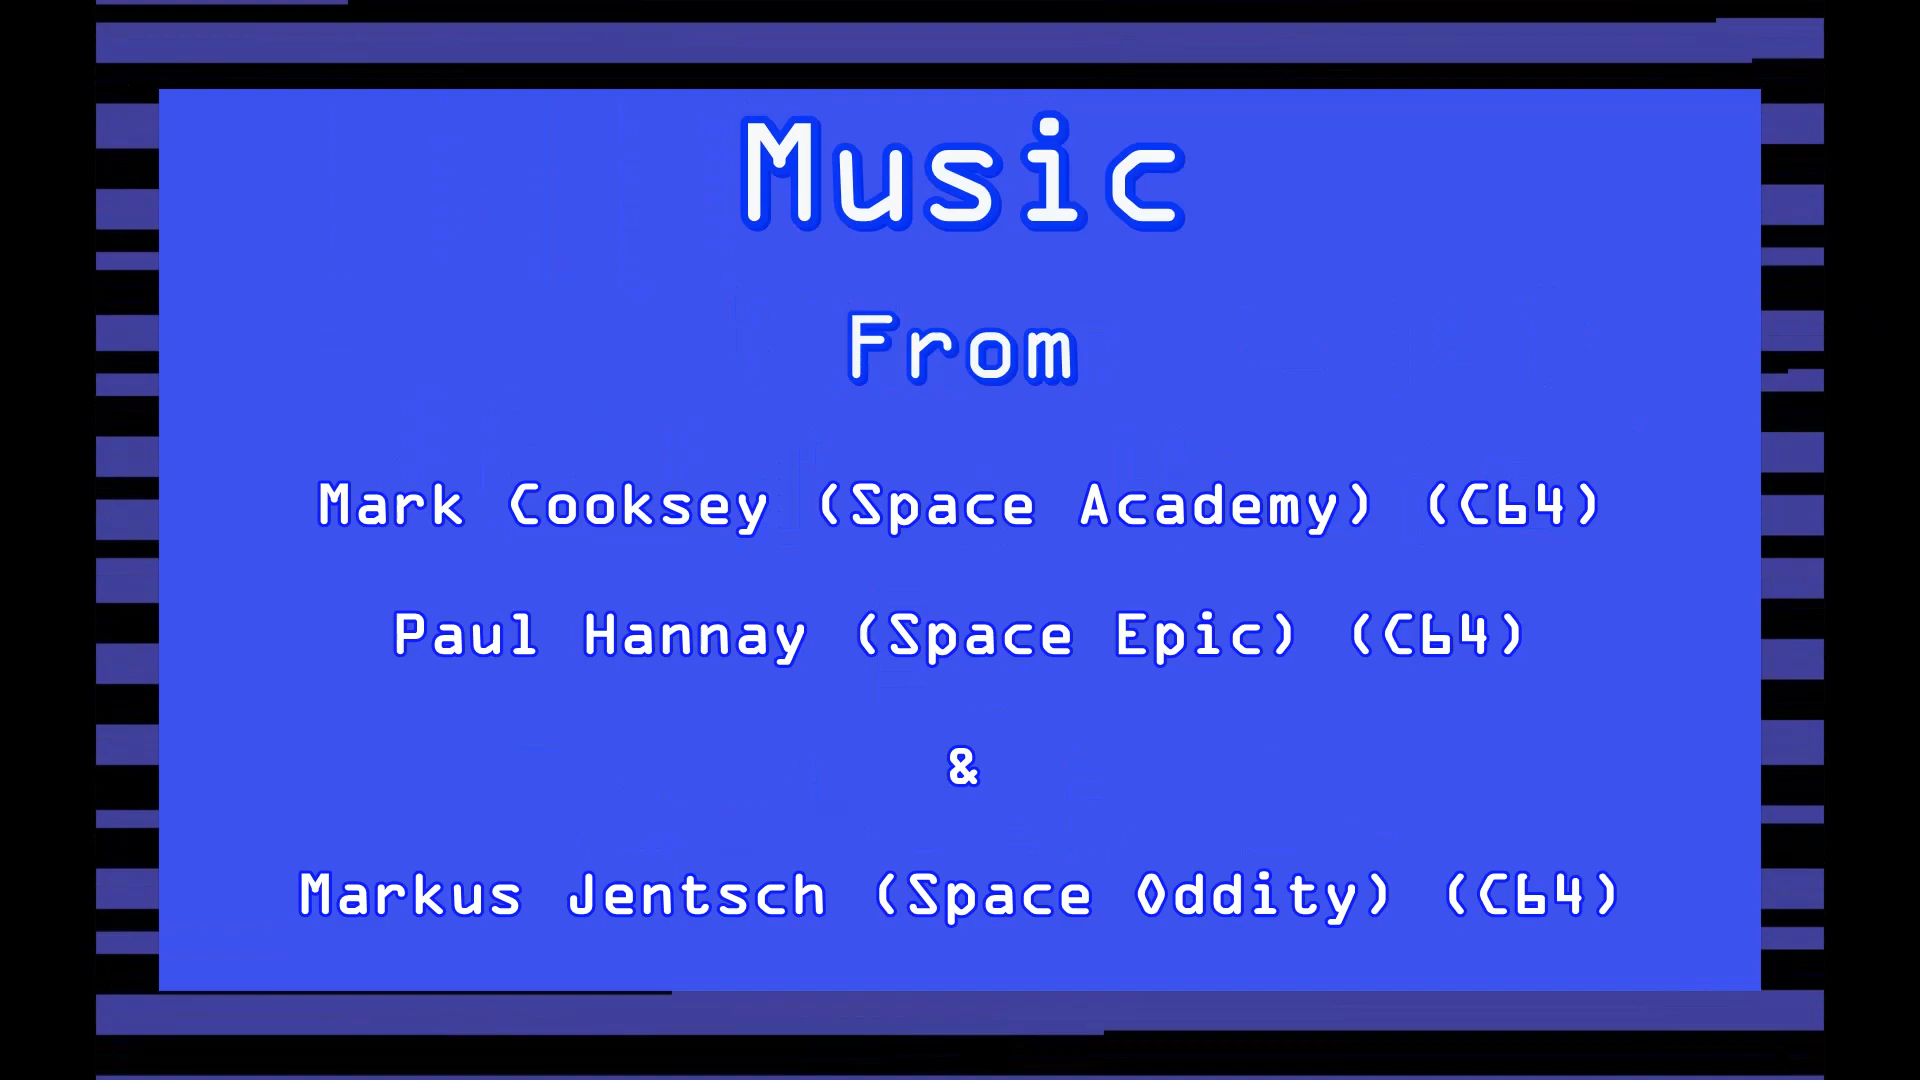 Music
From
Mark Cooksey (Space Academy) (C64)
Paul Hannay (Space Epic) (C64)
&
Markus Jentsch (Space Oddity) (C64)